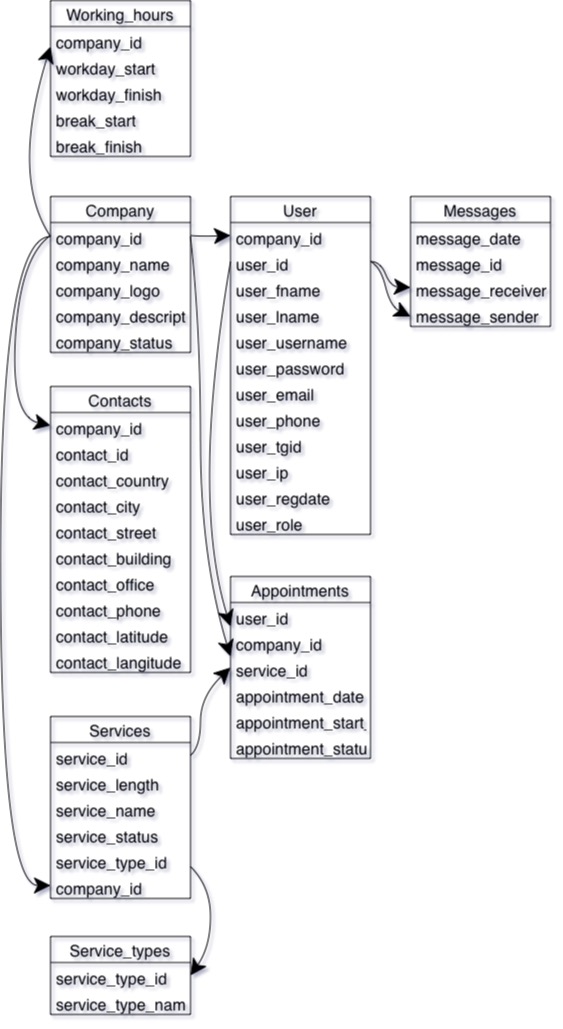 Working_hours
company_id
workday_start
workday_finish
break_start
break_finish
Company
company_id
company_name
company_logo
company_descript
company_status
User
company_id
user_id
user_fname
user_lname
user_username
user_password
user_email
user_phone
user_tgid
user_ip
user_regdate
user_role
Messages
message_date
message_id
message_receiver
message_sender
Contacts
company_id
contact_id
contact_country
contact_city
contact_street
contact_building
contact_office
contact_phone
contact_latitude
contact_langitude
Appointments
user_id
company_id
service_id
appointment_date
appointment_start_
appointment_statu
Services
service_id
service_length
service_name
service_status
service_type_id
company_id
Service_types
service_type_id
service_type_nam